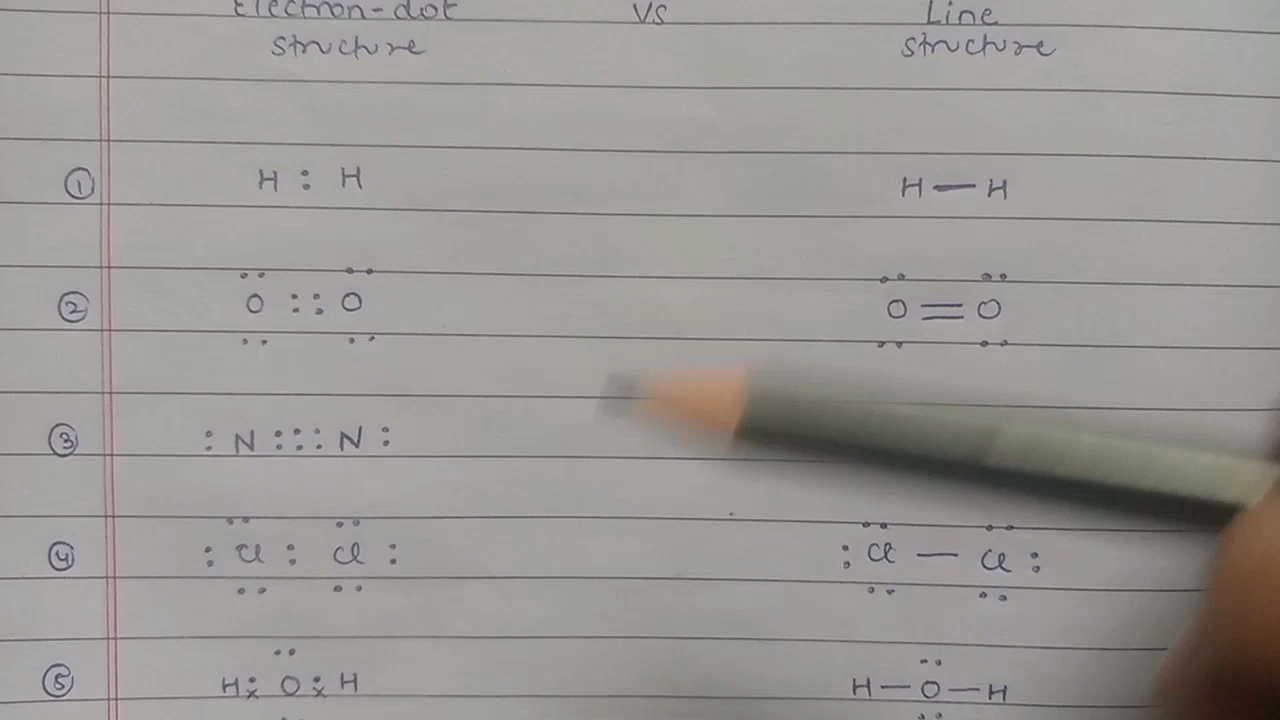 Electron-dot vs Line
structure structure
① H : H H — H
② O :: O O = O
③ : N ::: N :
④ : Cl : Cl : : Cl — Cl :
⑤ H : O : H H — O — H